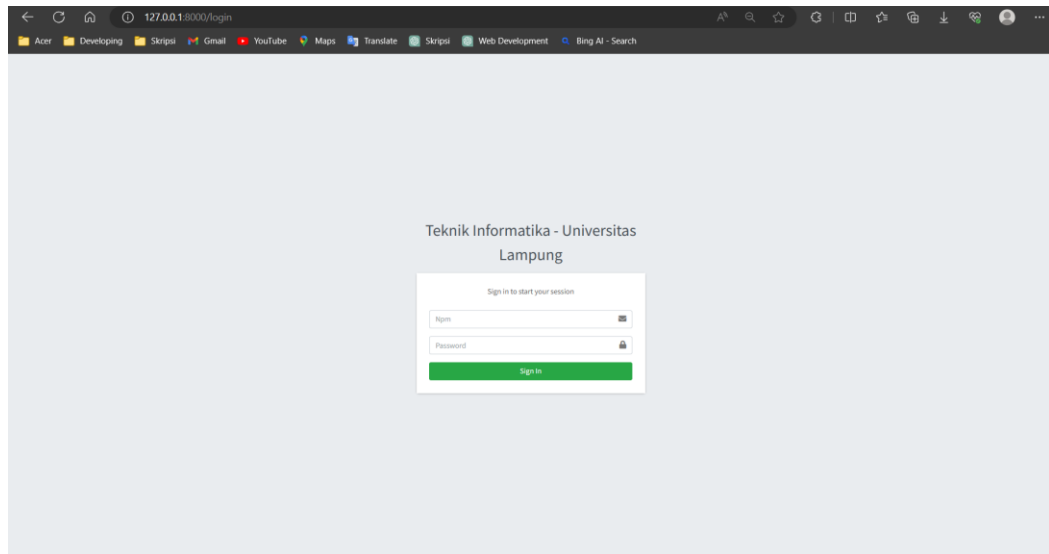 127.0.0.1:8000/login
Acer Developing Skripsi Gmail YouTube Maps Translate Skripsi Web Development Bing AI - Search
Teknik Informatika - Universitas
Lampung
Sign in to start your session
Npm
Password
Sign In